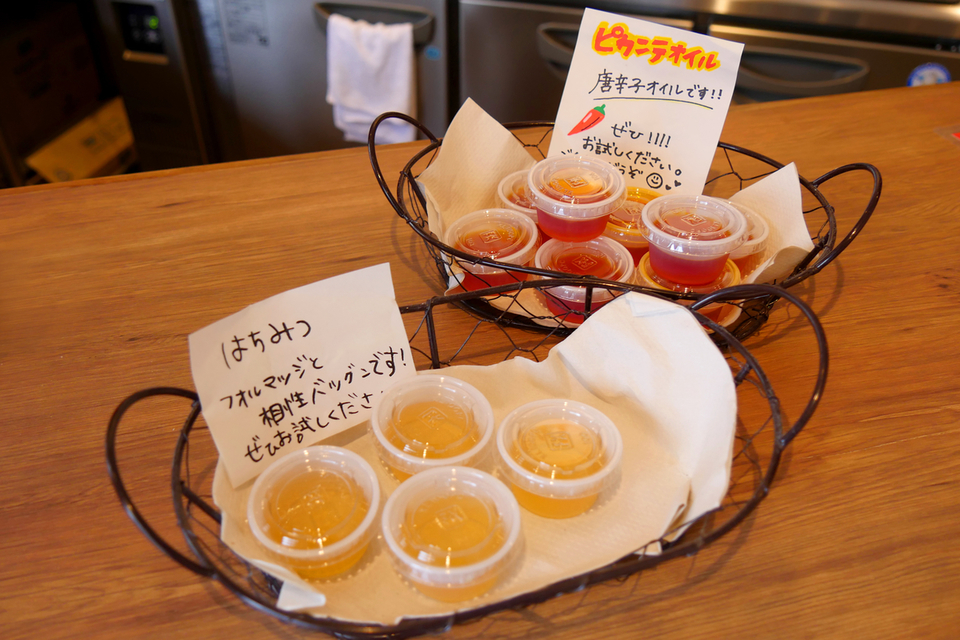 ピカンテオイル
唐辛子オイルです!!
ぜひ!!!!
お試しください。
はちみつ
フォルマッジと
相性バッグンです!
ぜひお試しください